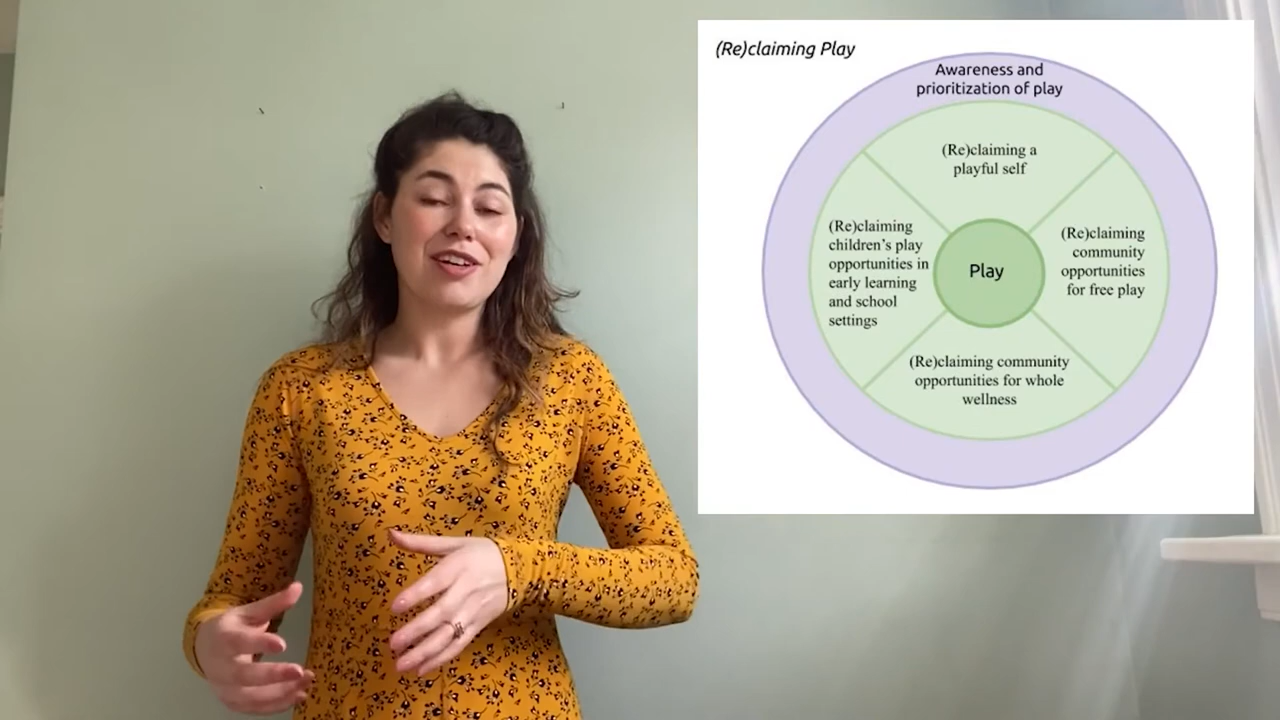 (Re)claiming Play
Awareness and
prioritization of play
(Re)claiming a
playful self
(Re)claiming
children's play
opportunities in
early learning
and school
settings
Play
(Re)claiming
community
opportunities
for free play
(Re)claiming community
opportunities for whole
wellness